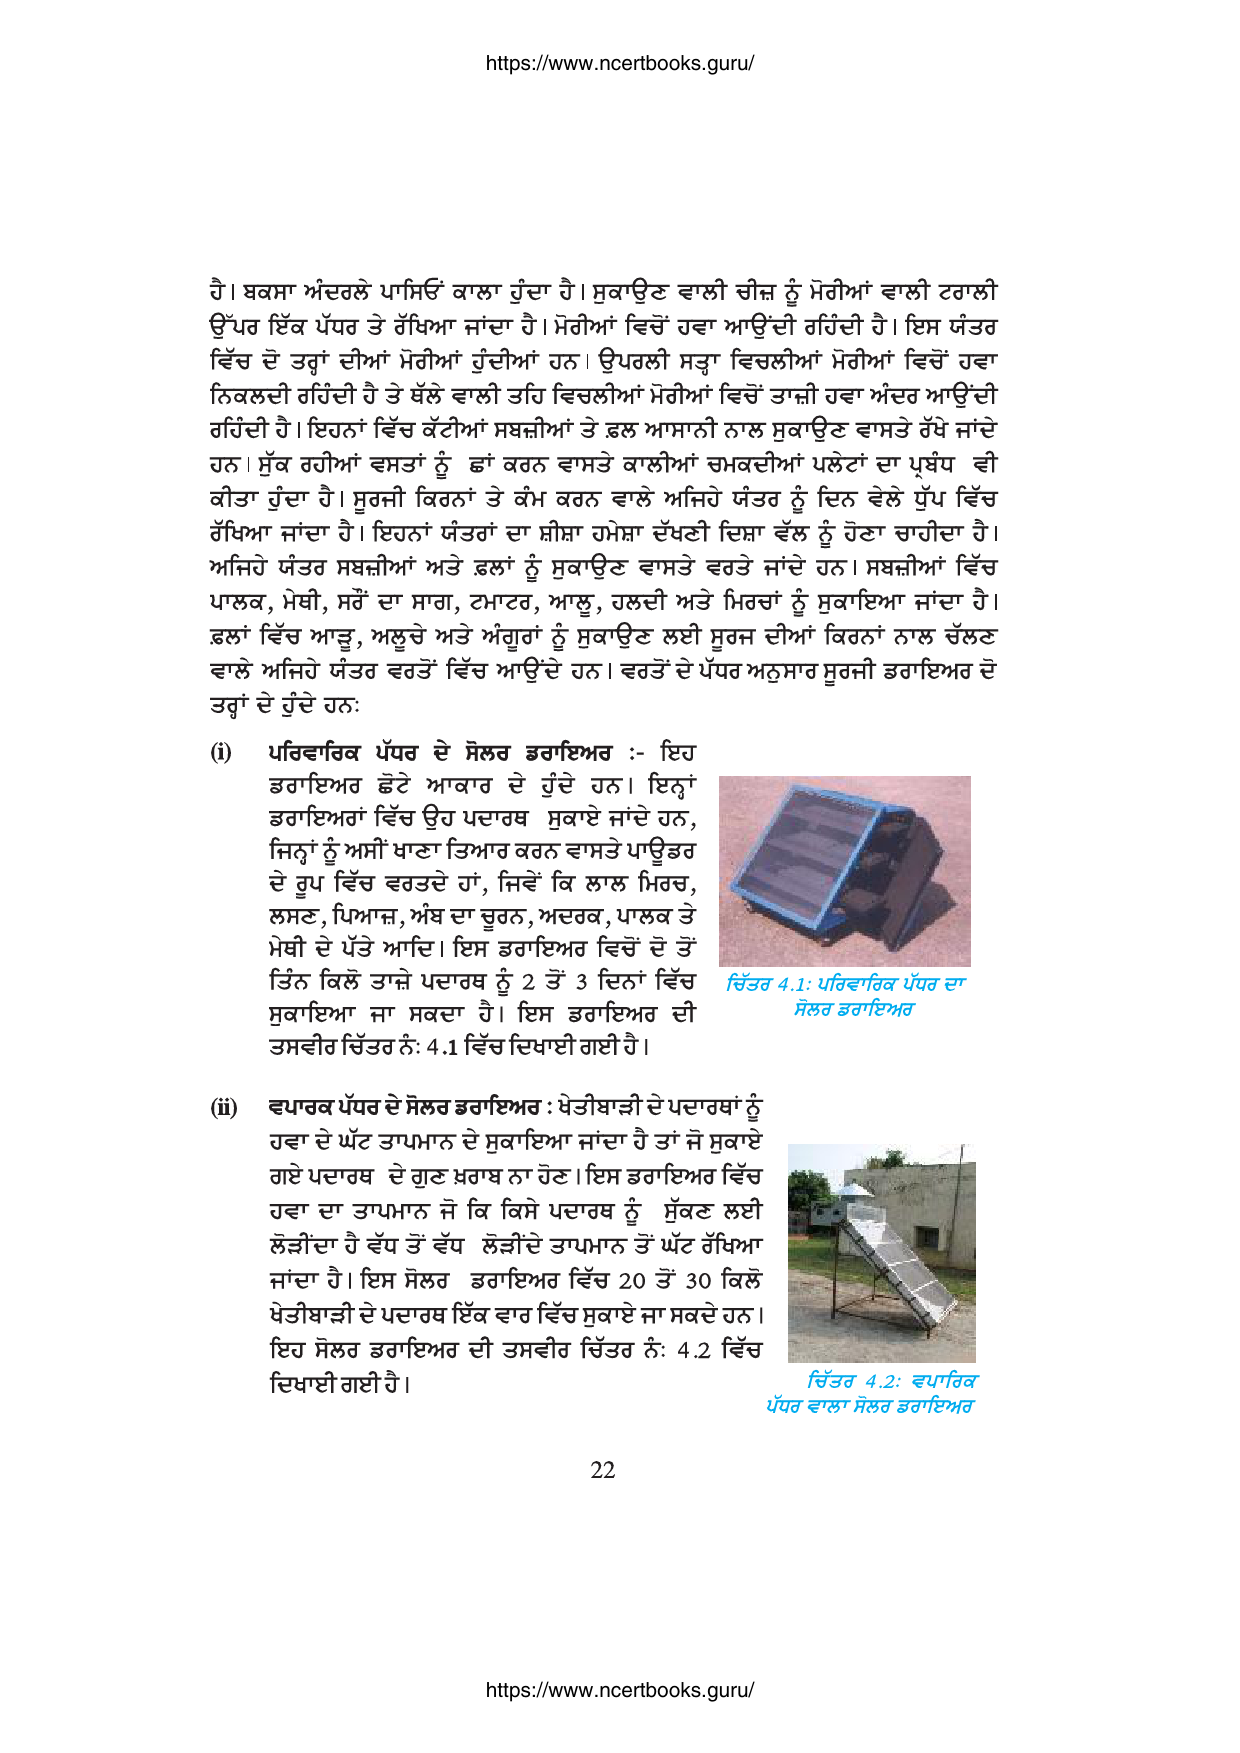 https://www.ncertbooks.guru/
ਹੈ। ਬਕਸਾ ਅੰਦਰਲੇ ਪਾਸਿਓਂ ਕਾਲਾ ਹੁੰਦਾ ਹੈ। ਸੁਕਾਉਣ ਵਾਲੀ ਚੀਜ਼ ਨੂੰ ਮੋਰੀਆਂ ਵਾਲੀ ਟਰਾਲੀ
ਉੱਪਰ ਇੱਕ ਪੱਧਰ ਤੇ ਰੱਖਿਆ ਜਾਂਦਾ ਹੈ। ਮੋਰੀਆਂ ਵਿਚੋਂ ਹਵਾ ਆਉਂਦੀ ਰਹਿੰਦੀ ਹੈ। ਇਸ ਯੰਤਰ
ਵਿੱਚ ਦੋ ਤਰ੍ਹਾਂ ਦੀਆਂ ਮੋਰੀਆਂ ਹੁੰਦੀਆਂ ਹਨ। ਉਪਰਲੀ ਸਤ੍ਹਾ ਵਿਚਲੀਆਂ ਮੋਰੀਆਂ ਵਿਚੋਂ ਹਵਾ
ਨਿਕਲਦੀ ਰਹਿੰਦੀ ਹੈ ਤੇ ਥੱਲੇ ਵਾਲੀ ਤਹਿ ਵਿਚਲੀਆਂ ਮੋਰੀਆਂ ਵਿਚੋਂ ਤਾਜ਼ੀ ਹਵਾ ਅੰਦਰ ਆਉਂਦੀ
ਰਹਿੰਦੀ ਹੈ। ਇਹਨਾਂ ਵਿੱਚ ਕੱਟੀਆਂ ਸਬਜ਼ੀਆਂ ਤੇ ਫ਼ਲ ਆਸਾਨੀ ਨਾਲ ਸੁਕਾਉਣ ਵਾਸਤੇ ਰੱਖੇ ਜਾਂਦੇ
ਹਨ। ਸੁੱਕ ਰਹੀਆਂ ਵਸਤਾਂ ਨੂੰ ਛਾਂ ਕਰਨ ਵਾਸਤੇ ਕਾਲੀਆਂ ਚਮਕਦੀਆਂ ਪਲੇਟਾਂ ਦਾ ਪ੍ਰਬੰਧ ਵੀ
ਕੀਤਾ ਹੁੰਦਾ ਹੈ। ਸੂਰਜੀ ਕਿਰਨਾਂ ਤੇ ਕੰਮ ਕਰਨ ਵਾਲੇ ਅਜਿਹੇ ਯੰਤਰ ਨੂੰ ਦਿਨ ਵੇਲੇ ਧੁੱਪ ਵਿੱਚ
ਰੱਖਿਆ ਜਾਂਦਾ ਹੈ। ਇਹਨਾਂ ਯੰਤਰਾਂ ਦਾ ਸ਼ੀਸ਼ਾ ਹਮੇਸ਼ਾ ਦੱਖਣੀ ਦਿਸ਼ਾ ਵੱਲ ਨੂੰ ਹੋਣਾ ਚਾਹੀਦਾ ਹੈ।
ਅਜਿਹੇ ਯੰਤਰ ਸਬਜ਼ੀਆਂ ਅਤੇ ਫ਼ਲਾਂ ਨੂੰ ਸੁਕਾਉਣ ਵਾਸਤੇ ਵਰਤੇ ਜਾਂਦੇ ਹਨ। ਸਬਜ਼ੀਆਂ ਵਿੱਚ
ਪਾਲਕ, ਮੇਥੀ, ਸਰੋਂ ਦਾ ਸਾਗ, ਟਮਾਟਰ, ਆਲੂ, ਹਲਦੀ ਅਤੇ ਮਿਰਚਾਂ ਨੂੰ ਸੁਕਾਇਆ ਜਾਂਦਾ ਹੈ।
ਫ਼ਲਾਂ ਵਿੱਚ ਆੜੂ, ਅਲੂਚੇ ਅਤੇ ਅੰਗੂਰਾਂ ਨੂੰ ਸੁਕਾਉਣ ਲਈ ਸੂਰਜ ਦੀਆਂ ਕਿਰਨਾਂ ਨਾਲ ਚੱਲਣ
ਵਾਲੇ ਅਜਿਹੇ ਯੰਤਰ ਵਰਤੋਂ ਵਿੱਚ ਆਉਂਦੇ ਹਨ। ਵਰਤੋਂ ਦੇ ਪੱਧਰ ਅਨੁਸਾਰ ਸੂਰਜੀ ਡਰਾਇਅਰ ਦੋ
ਤਰ੍ਹਾਂ ਦੇ ਹੁੰਦੇ ਹਨਃ
(i) ਪਰਿਵਾਰਿਕ ਪੱਧਰ ਦੇ ਸੋਲਰ ਡਰਾਇਅਰ :- ਇਹ
ਡਰਾਇਅਰ ਛੋਟੇ ਆਕਾਰ ਦੇ ਹੁੰਦੇ ਹਨ। ਇਨ੍ਹਾਂ
ਡਰਾਇਅਰਾਂ ਵਿੱਚ ਉਹ ਪਦਾਰਥ ਸੁਕਾਏ ਜਾਂਦੇ ਹਨ,
ਜਿਨ੍ਹਾਂ ਨੂੰ ਅਸੀਂ ਖਾਣਾ ਤਿਆਰ ਕਰਨ ਵਾਸਤੇ ਪਾਊਡਰ
ਦੇ ਰੂਪ ਵਿੱਚ ਵਰਤਦੇ ਹਾਂ, ਜਿਵੇਂ ਕਿ ਲਾਲ ਮਿਰਚ,
ਲਸਣ, ਪਿਆਜ਼, ਅੰਬ ਦਾ ਚੂਰਨ, ਅਦਰਕ, ਪਾਲਕ ਤੇ
ਮੇਥੀ ਦੇ ਪੱਤੇ ਆਦਿ। ਇਸ ਡਰਾਇਅਰ ਵਿਚੋਂ ਦੋ ਤੋਂ
ਤਿੰਨ ਕਿਲੋ ਤਾਜ਼ੇ ਪਦਾਰਥ ਨੂੰ 2 ਤੋਂ 3 ਦਿਨਾਂ ਵਿੱਚ
ਸੁਕਾਇਆ ਜਾ ਸਕਦਾ ਹੈ। ਇਸ ਡਰਾਇਅਰ ਦੀ
ਤਸਵੀਰ ਚਿੱਤਰ ਨੰਃ 4.1 ਵਿੱਚ ਦਿਖਾਈ ਗਈ ਹੈ।
ਚਿੱਤਰ 4.1ਃ ਪਰਿਵਾਰਿਕ ਪੱਧਰ ਦਾ
ਸੋਲਰ ਡਰਾਇਅਰ
(ii) ਵਪਾਰਕ ਪੱਧਰ ਦੇ ਸੋਲਰ ਡਰਾਇਅਰ : ਖੇਤੀਬਾੜੀ ਦੇ ਪਦਾਰਥਾਂ ਨੂੰ
ਹਵਾ ਦੇ ਘੱਟ ਤਾਪਮਾਨ ਦੇ ਸੁਕਾਇਆ ਜਾਂਦਾ ਹੈ ਤਾਂ ਜੋ ਸੁਕਾਏ
ਗਏ ਪਦਾਰਥ ਦੇ ਗੁਣ ਖ਼ਰਾਬ ਨਾ ਹੋਣ। ਇਸ ਡਰਾਇਅਰ ਵਿੱਚ
ਹਵਾ ਦਾ ਤਾਪਮਾਨ ਜੋ ਕਿ ਕਿਸੇ ਪਦਾਰਥ ਨੂੰ ਸੁੱਕਣ ਲਈ
ਲੋੜੀਂਦਾ ਹੈ ਵੱਧ ਤੋਂ ਵੱਧ ਲੋੜੀਂਦੇ ਤਾਪਮਾਨ ਤੋਂ ਘੱਟ ਰੱਖਿਆ
ਜਾਂਦਾ ਹੈ। ਇਸ ਸੋਲਰ ਡਰਾਇਅਰ ਵਿੱਚ 20 ਤੋਂ 30 ਕਿਲੋ
ਖੇਤੀਬਾੜੀ ਦੇ ਪਦਾਰਥ ਇੱਕ ਵਾਰ ਵਿੱਚ ਸੁਕਾਏ ਜਾ ਸਕਦੇ ਹਨ।
ਇਹ ਸੋਲਰ ਡਰਾਇਅਰ ਦੀ ਤਸਵੀਰ ਚਿੱਤਰ ਨੰਃ 4.2 ਵਿੱਚ
ਦਿਖਾਈ ਗਈ ਹੈ।
ਚਿੱਤਰ 4.2ਃ ਵਪਾਰਿਕ
ਪੱਧਰ ਵਾਲਾ ਸੋਲਰ ਡਰਾਇਅਰ
22
https://www.ncertbooks.guru/